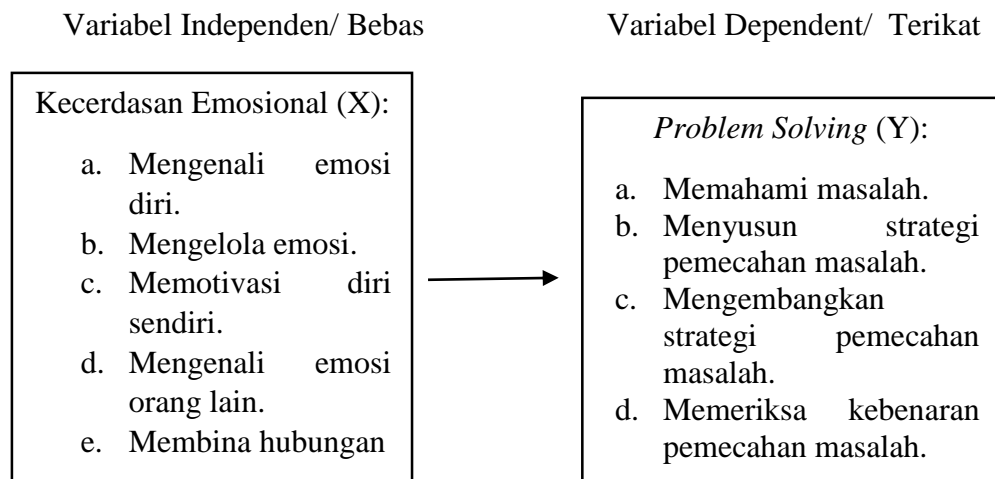 Variabel Independen/ Bebas
Variabel Dependent/ Terikat
Kecerdasan Emosional (X):
a. Mengenali emosi
diri.
b. Mengelola emosi.
c. Memotivasi diri
sendiri.
d. Mengenali emosi
orang lain.
e. Membina hubungan
Problem Solving (Y):
a. Memahami masalah.
b. Menyusun strategi
pemecahan masalah.
c. Mengembangkan
strategi pemecahan
masalah.
d. Memeriksa kebenaran
pemecahan masalah.